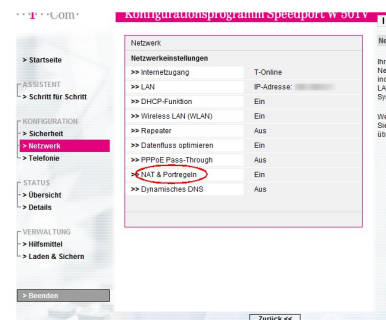 ··T··Com·
Konfigurationsprogramm Speedport W 501V
> Startseite
ASSISTENT
> Schritt für Schritt
KONFIGURATION
> Sicherheit
> Netzwerk
> Telefonie
STATUS
> Übersicht
> Details
VERWALTUNG
> Hilfsmittel
> Laden & Sichern
> Beenden
Netzwerk
Netzwerkeinstellungen
>> Internetzugang T-Online
>> LAN IP-Adresse:
>> DHCP-Funktion Ein
>> Wireless LAN (WLAN) Ein
>> Repeater Aus
>> Datenfluss optimieren Ein
>> PPPoE Pass-Through Aus
>> NAT & Portregeln Ein
>> Dynamisches DNS Aus
Zurück <<